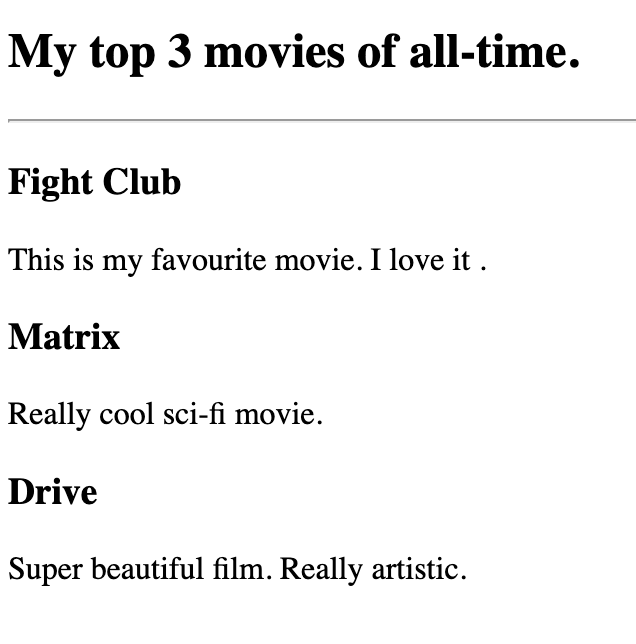 My top 3 movies of all-time.
Fight Club
This is my favourite movie. I love it .
Matrix
Really cool sci-fi movie.
Drive
Super beautiful film. Really artistic.